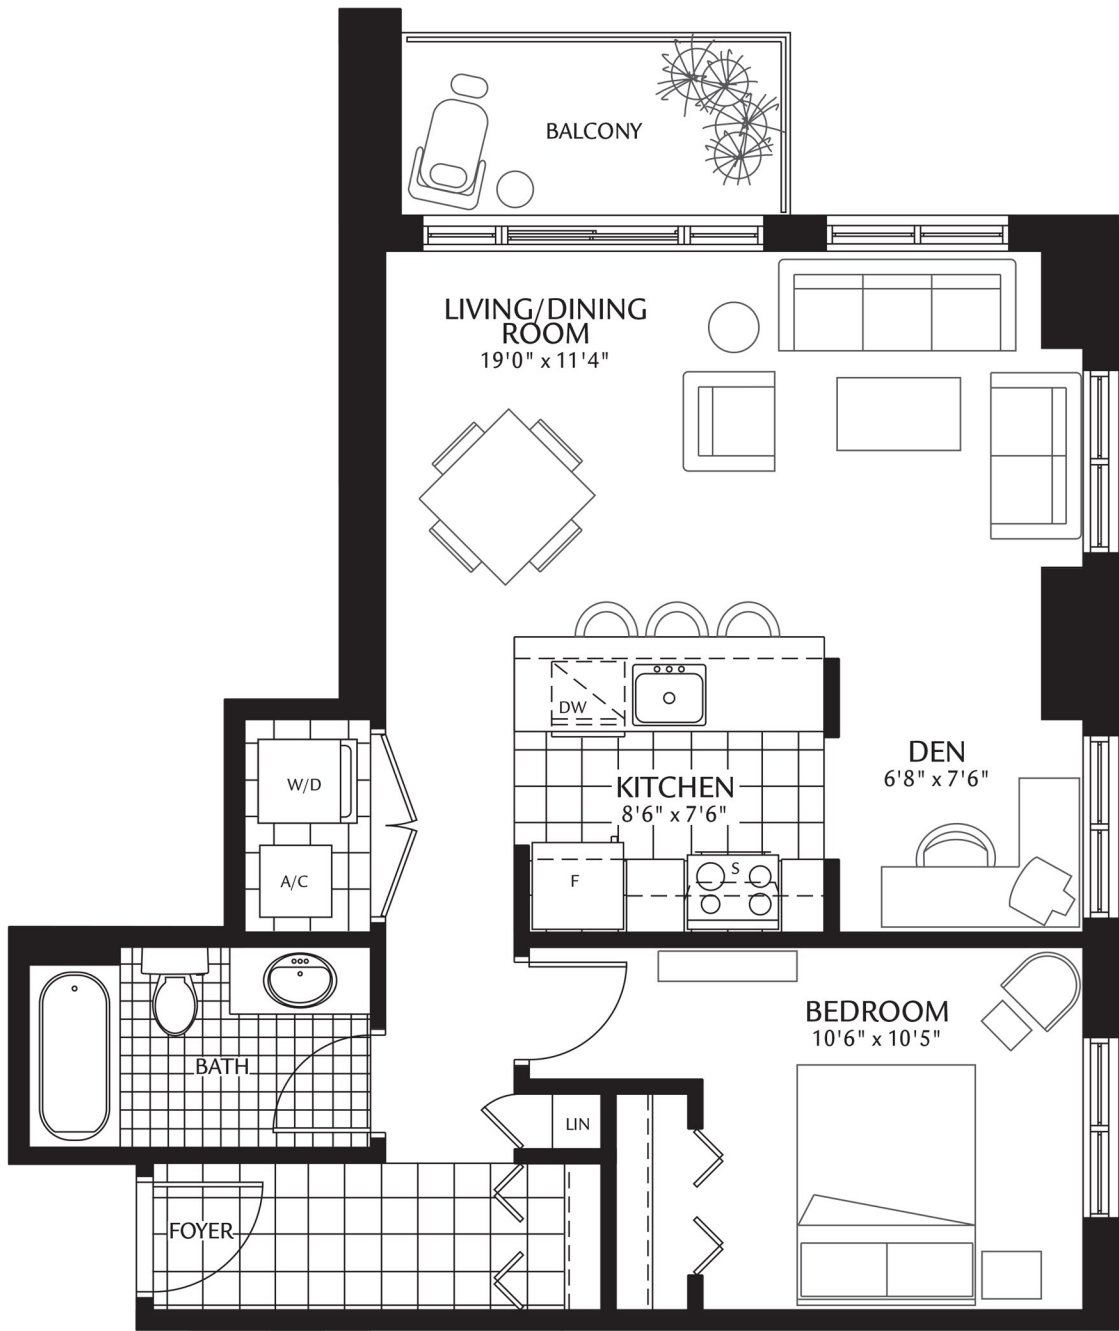 BALCONY
LIVING/DINING
ROOM
19'0" x 11'4"
DW
KITCHEN
8'6" x 7'6"
DEN
6'8" x 7'6"
W/D
A/C
F
S
BEDROOM
10'6" x 10'5"
BATH
LIN
FOYER